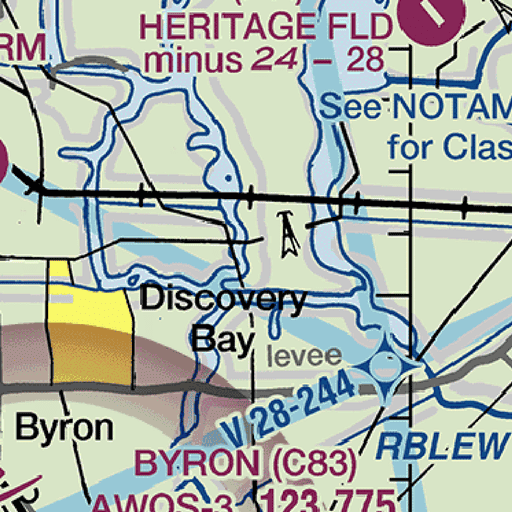 HERITAGE FLD
minus 24 – 28
RM
See NOTAM
for Clas
Discovery
Bay
levee
V 28-244
Byron
RBLEW
BYRON (C83)
AWOS-3 123.775